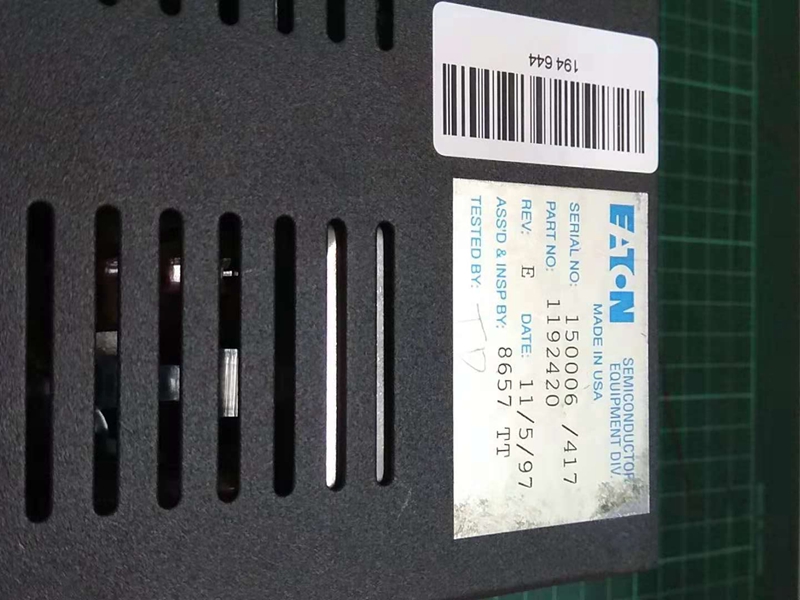 194 644
EATON
SEMICONDUCTOR
EQUIPMENT DIV.
MADE IN USA
SERIAL NO: 150006 /417
PART NO: 1192420
REV: E DATE: 11/5/97
ASS'D & INSP BY: 8657 TT
TESTED BY: TD